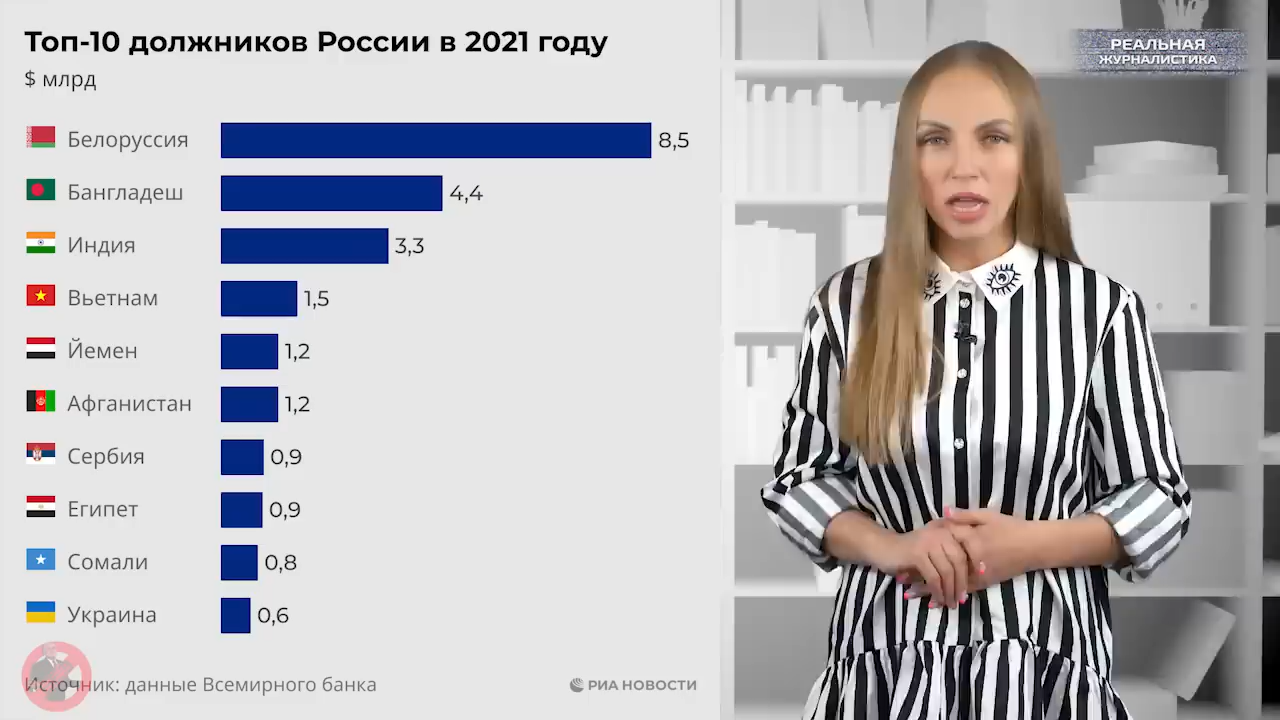 Топ-10 должников России в 2021 году
$ млрд
Белоруссия 8,5
Бангладеш 4,4
Индия 3,3
Вьетнам 1,5
Йемен 1,2
Афганистан 1,2
Сербия 0,9
Египет 0,9
Сомали 0,8
Украина 0,6
Источник: данные Всемирного банка
РИА НОВОСТИ
РЕАЛЬНАЯ
ЖУРНАЛИСТИКА